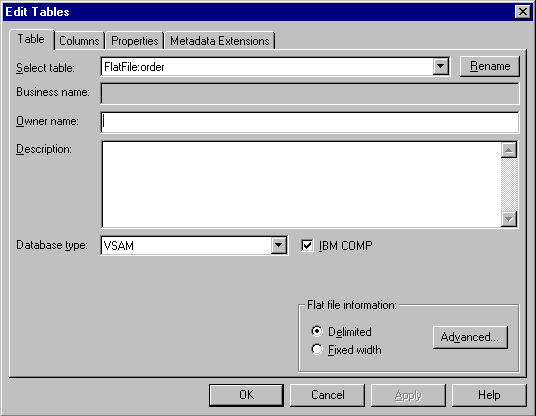 Edit Tables
Table Columns Properties Metadata Extensions
Select table: FlatFile:order Rename
Business name:
Owner name:
Description:
Database type: VSAM IBM COMP
Flat file information:
Delimited
Advanced...
Fixed width
OK Cancel Apply Help